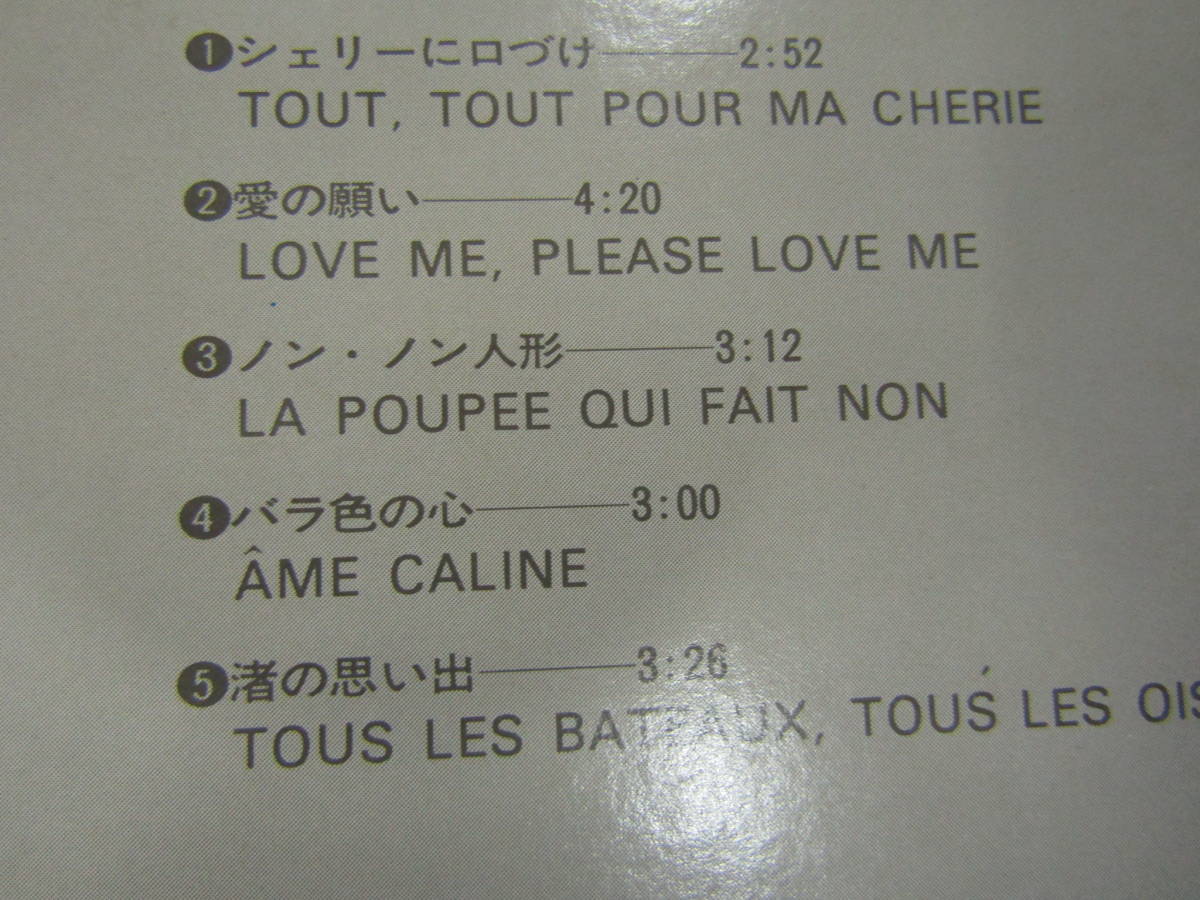 ❶シェリーに口づけ────2:52
TOUT, TOUT POUR MA CHERIE
❷愛の願い────4:20
LOVE ME, PLEASE LOVE ME
❸ノン・ノン人形────3:12
LA POUPEE QUI FAIT NON
❹バラ色の心────3:00
ÂME CALINE
❺渚の思い出────3:26
TOUS LES BATEAUX, TOUS LES